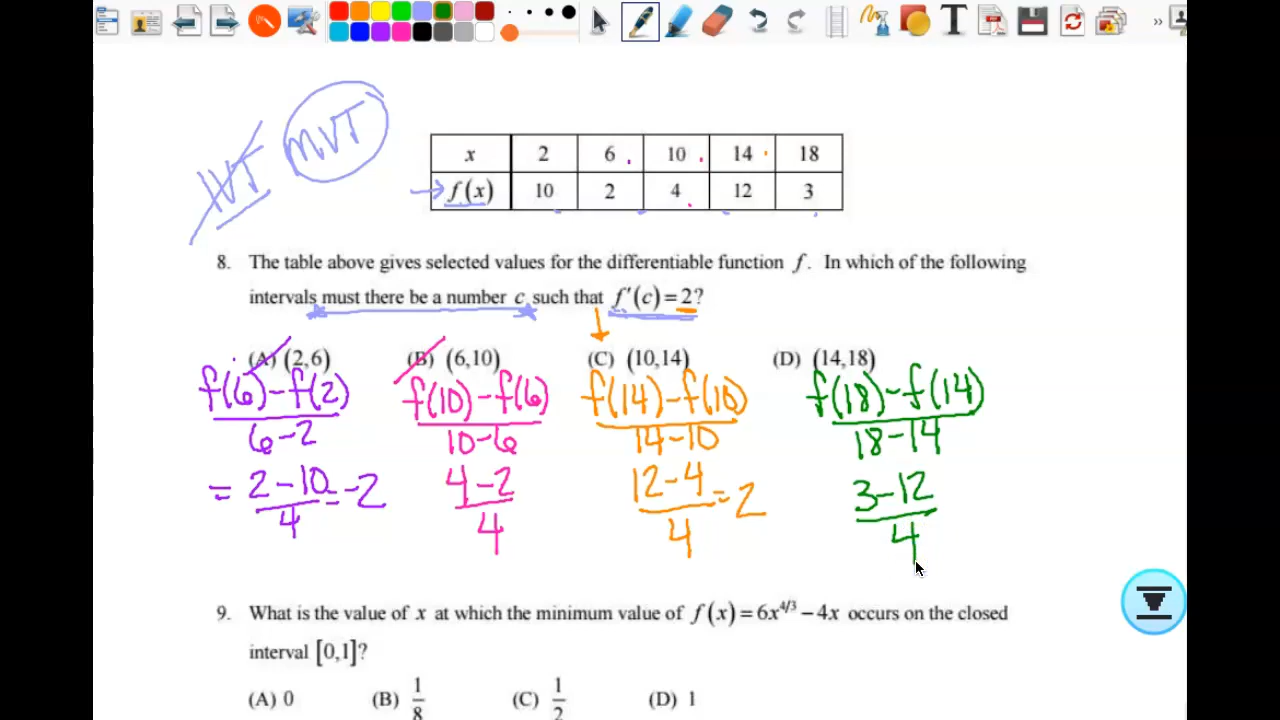 IVT MVT
x 2 6 10 14 18
→ f(x) 10 2 4 12 3
8. The table above gives selected values for the differentiable function f. In which of the following
intervals must there be a number c such that f'(c) = 2?
(A) (2,6) (B) (6,10) (C) (10,14) (D) (14,18)
f(6)-f(2) f(10)-f(6) f(14)-f(10) f(18)-f(14)
6-2 10-6 14-10 18-14
= 2-10 = -2 4-2 12-4 = 2 3-12
4 4 4 4
9. What is the value of x at which the minimum value of f(x) = 6x^{4/3} − 4x occurs on the closed
interval [0,1]?
(A) 0 (B) 1/8 (C) 1/2 (D) 1